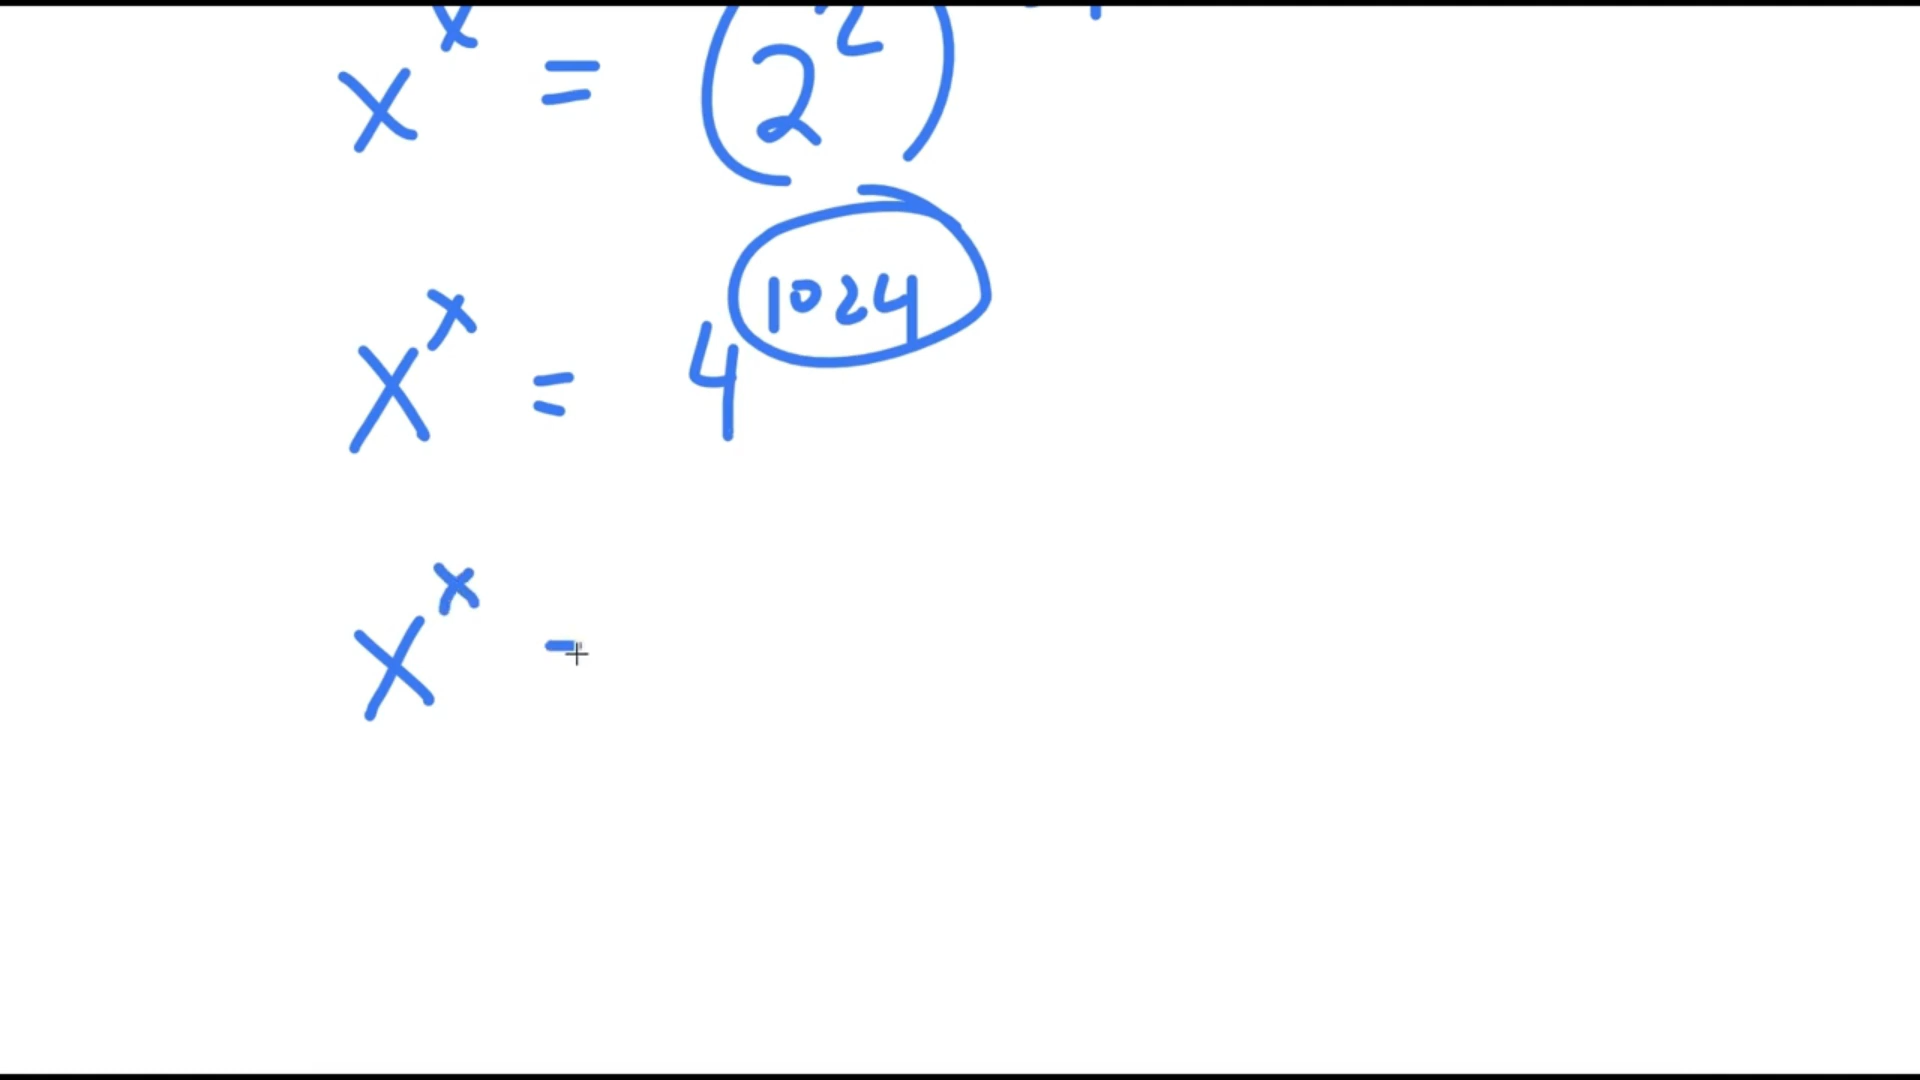 x^x = (2^2)
x^x = 4^1024
x^x -